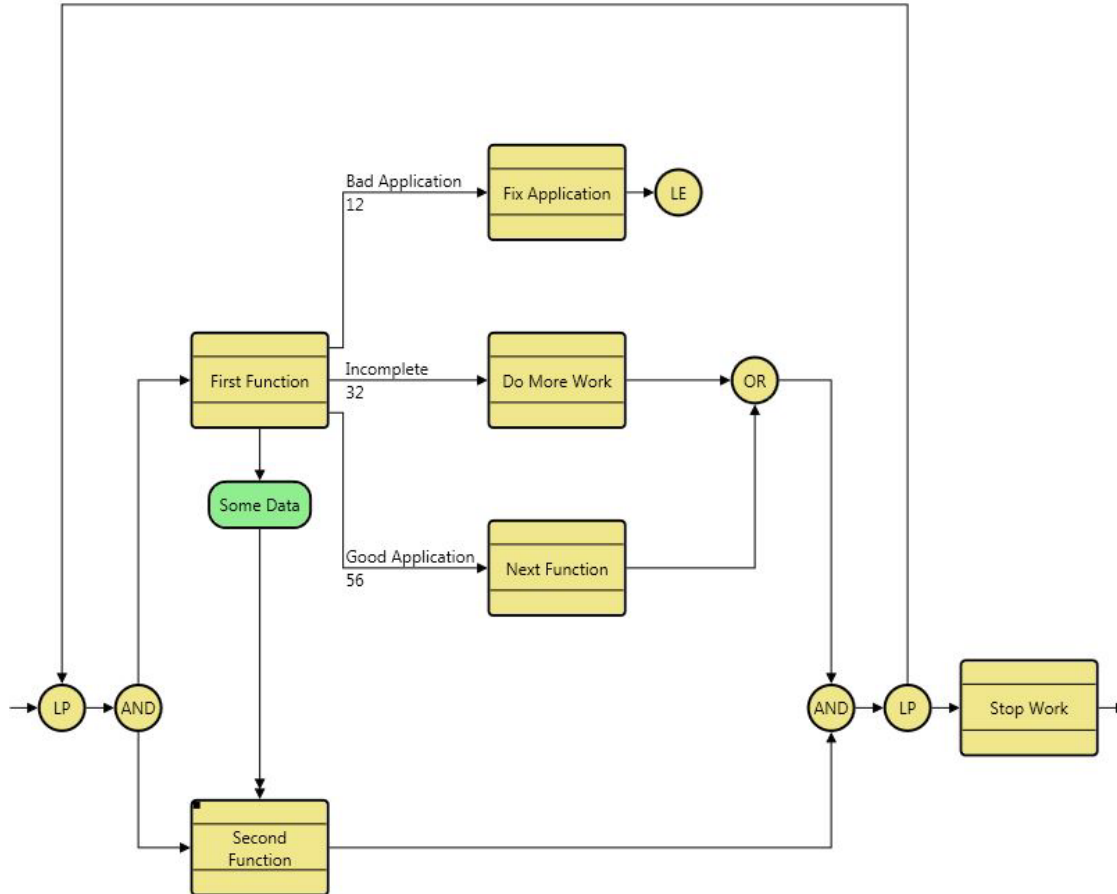 Bad Application
12
Fix Application
LE
First Function
Incomplete
32
Do More Work
OR
Some Data
Good Application
56
Next Function
LP
AND
AND
LP
Stop Work
Second
Function